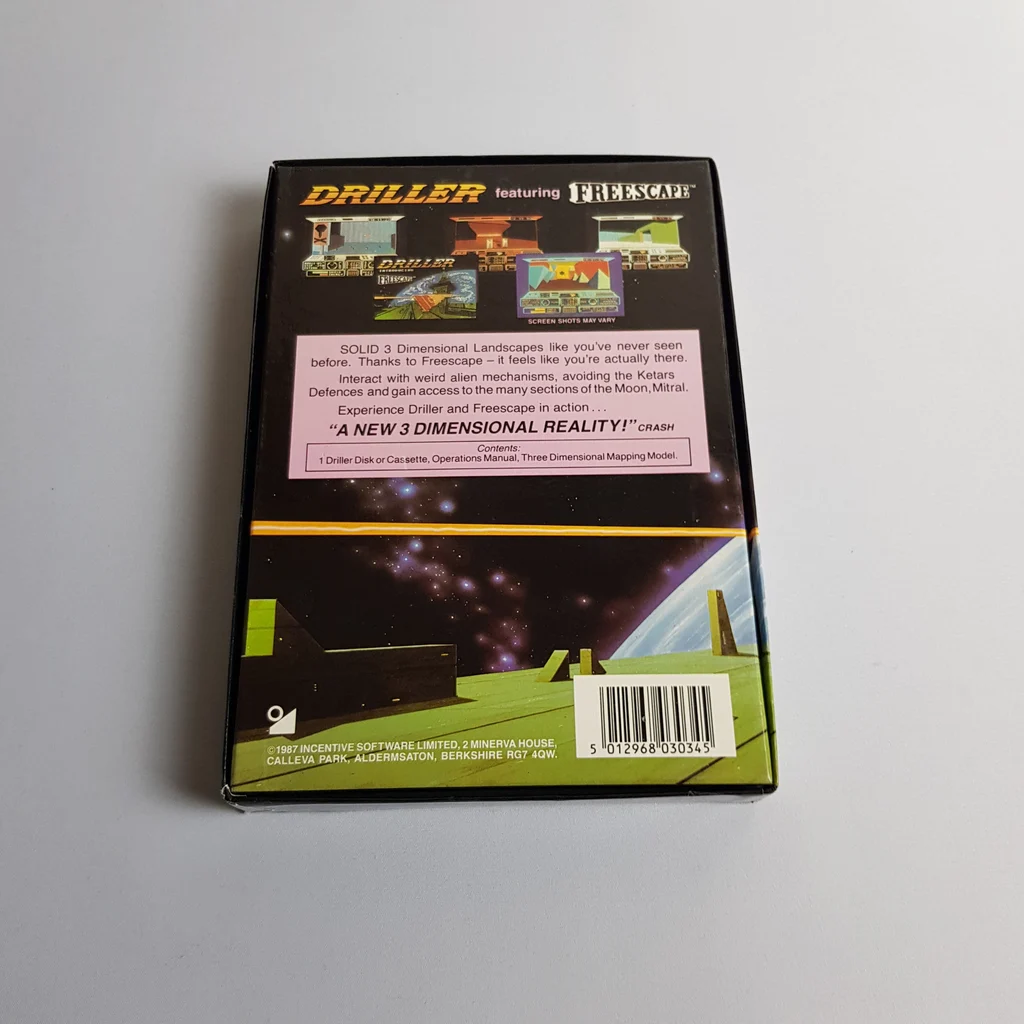 DRILLER featuring FREESCAPE™
DRILLER
FREESCAPE
SCREEN SHOTS MAY VARY
SOLID 3 Dimensional Landscapes like you've never seen
before. Thanks to Freescape – it feels like you're actually there.
Interact with weird alien mechanisms, avoiding the Ketars
Defences and gain access to the many sections of the Moon, Mitral.
Experience Driller and Freescape in action...
"A NEW 3 DIMENSIONAL REALITY!" CRASH
Contents:
1 Driller Disk or Cassette, Operations Manual, Three Dimensional Mapping Model.
©1987 INCENTIVE SOFTWARE LIMITED, 2 MINERVA HOUSE,
CALLEVA PARK, ALDERMSATON, BERKSHIRE RG7 4QW.
5 012968 030345